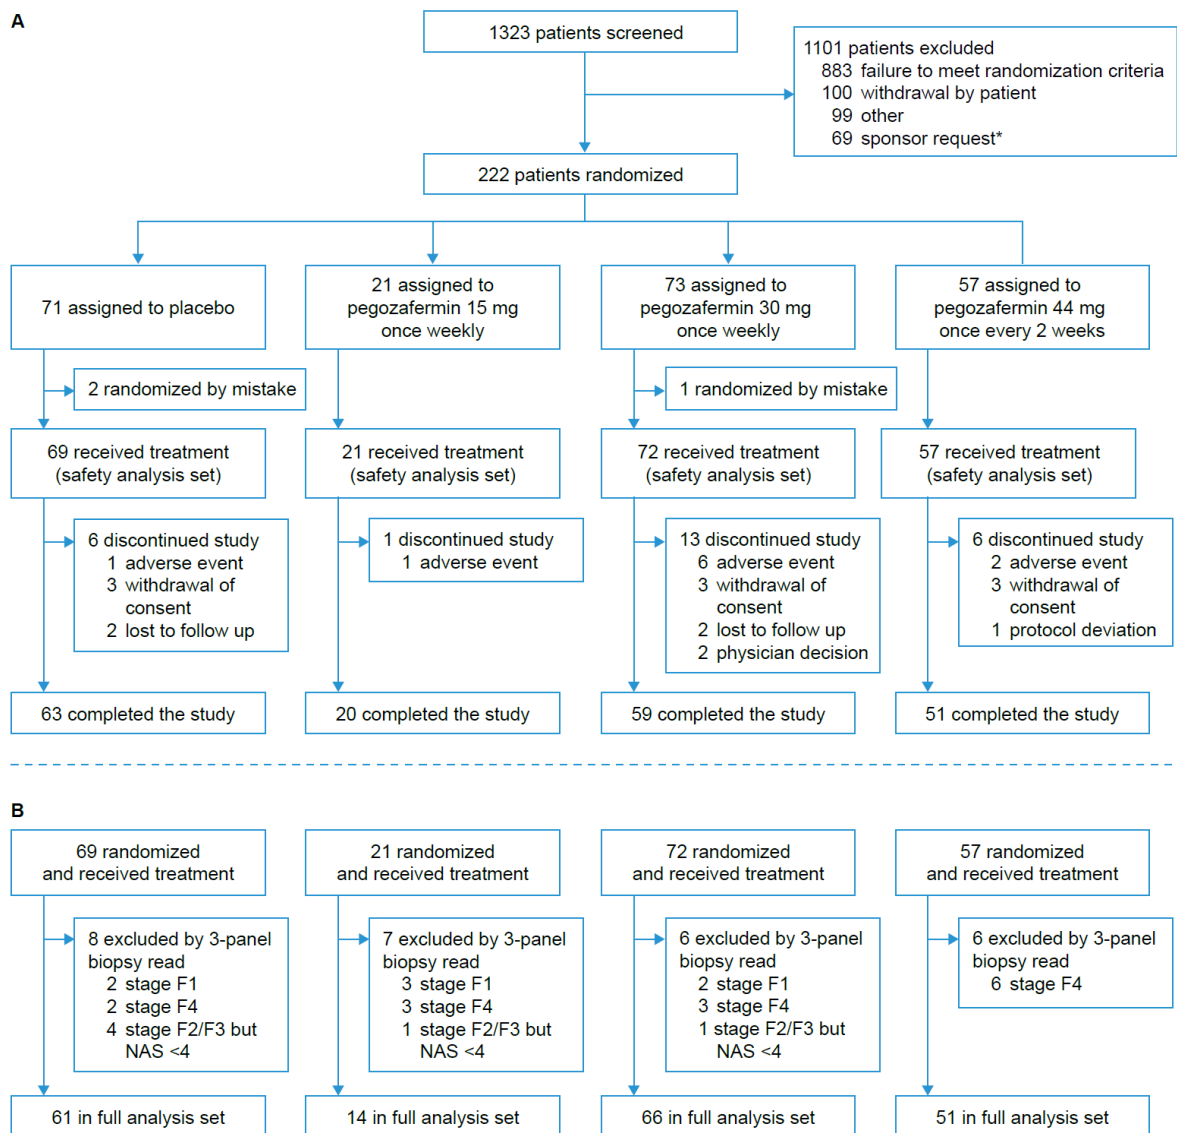 A
1323 patients screened
1101 patients excluded
883 failure to meet randomization criteria
100 withdrawal by patient
99 other
69 sponsor request*
222 patients randomized
71 assigned to placebo
21 assigned to
pegozafermin 15 mg
once weekly
73 assigned to
pegozafermin 30 mg
once weekly
57 assigned to
pegozafermin 44 mg
once every 2 weeks
2 randomized by mistake
1 randomized by mistake
69 received treatment
(safety analysis set)
21 received treatment
(safety analysis set)
72 received treatment
(safety analysis set)
57 received treatment
(safety analysis set)
6 discontinued study
1 adverse event
3 withdrawal of
consent
2 lost to follow up
1 discontinued study
1 adverse event
13 discontinued study
6 adverse event
3 withdrawal of
consent
2 lost to follow up
2 physician decision
6 discontinued study
2 adverse event
3 withdrawal of
consent
1 protocol deviation
63 completed the study
20 completed the study
59 completed the study
51 completed the study
B
69 randomized
and received treatment
21 randomized
and received treatment
72 randomized
and received treatment
57 randomized
and received treatment
8 excluded by 3-panel
biopsy read
2 stage F1
2 stage F4
4 stage F2/F3 but
NAS <4
7 excluded by 3-panel
biopsy read
3 stage F1
3 stage F4
1 stage F2/F3 but
NAS <4
6 excluded by 3-panel
biopsy read
2 stage F1
3 stage F4
1 stage F2/F3 but
NAS <4
6 excluded by 3-panel
biopsy read
6 stage F4
61 in full analysis set
14 in full analysis set
66 in full analysis set
51 in full analysis set